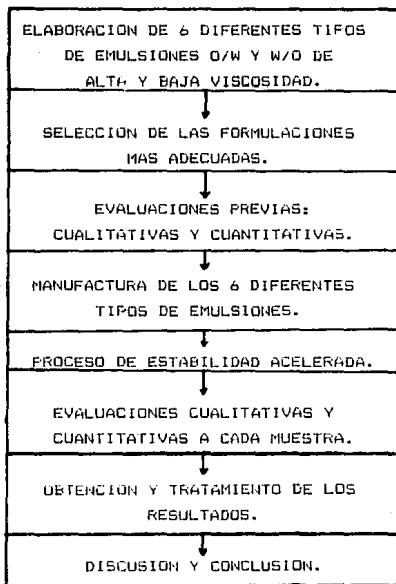 ELABORACION DE 6 DIFERENTES TIFOS
DE EMULSIONES O/W Y W/O DE
ALTA Y BAJA VISCOSIDAD.
SELECCION DE LAS FORMULACIONES
MAS ADECUADAS.
EVALUACIONES PREVIAS:
CUALITATIVAS Y CUANTITATIVAS.
MANUFACTURA DE LOS 6 DIFERENTES
TIPOS DE EMULSIONES.
PROCESO DE ESTABILIDAD ACELERADA.
EVALUACIONES CUALITATIVAS Y
CUANTITATIVAS A CADA MUESTRA.
OBTENCION Y TRATAMIENTO DE LOS
RESULTADOS.
DISCUSION Y CONCLUSION.